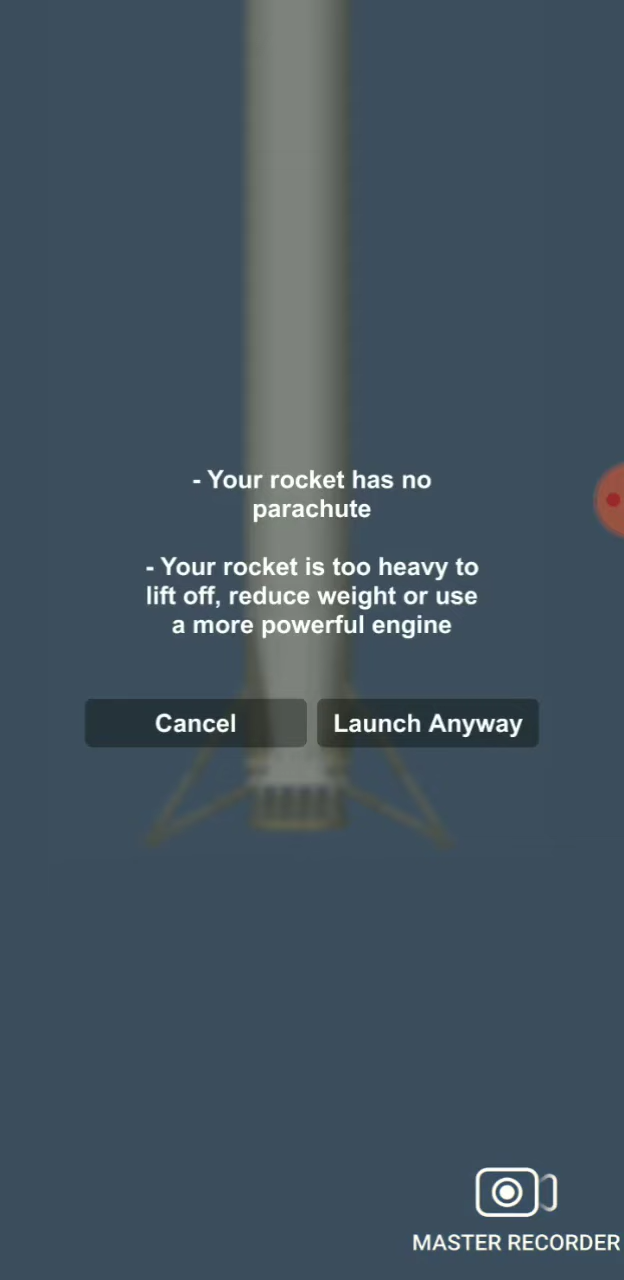 - Your rocket has no
parachute
- Your rocket is too heavy to
lift off, reduce weight or use
a more powerful engine
Cancel
Launch Anyway
MASTER RECORDER